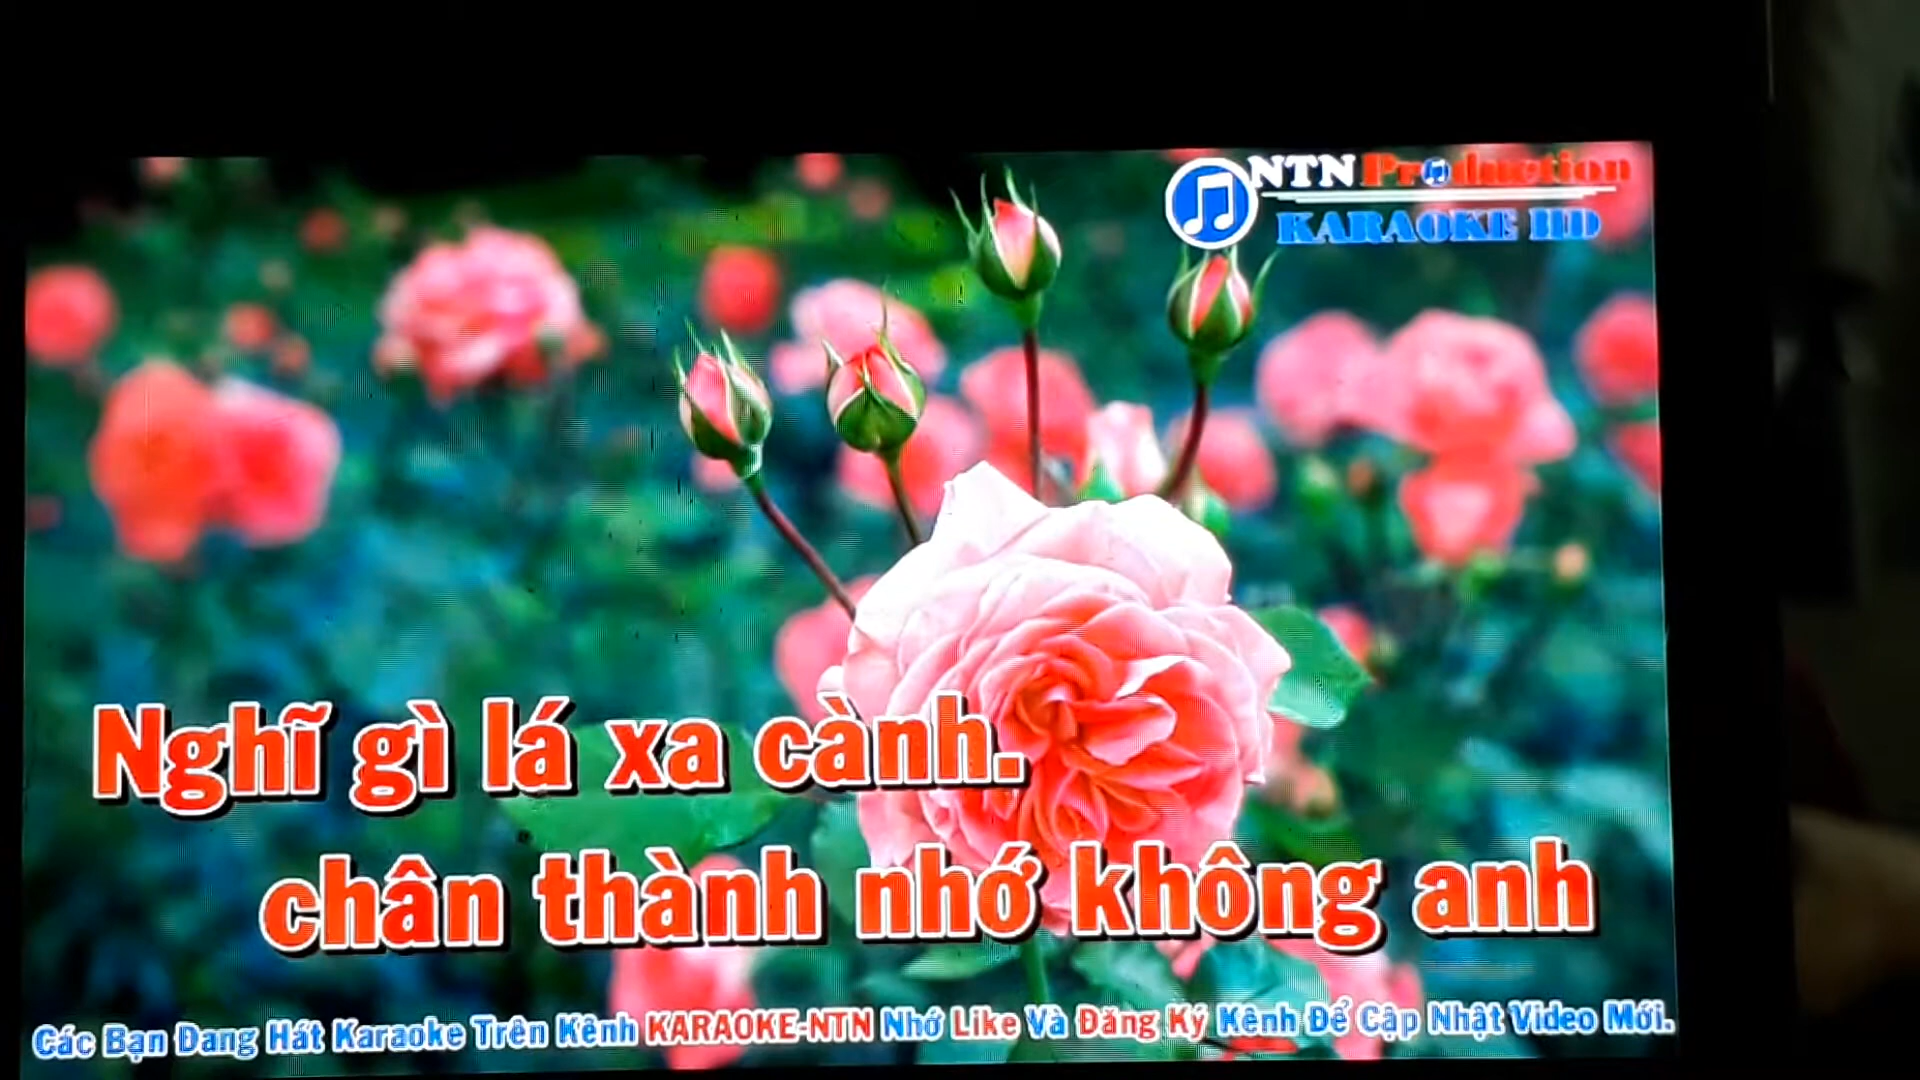 NTN Production
KARAOKE HD
Nghĩ gì lá xa cành.
chân thành nhớ không anh
Các Bạn Đang Hát Karaoke Trên Kênh KARAOKE-NTN Nhớ Like Và Đăng Ký Kênh Để Cập Nhật Video Mới.